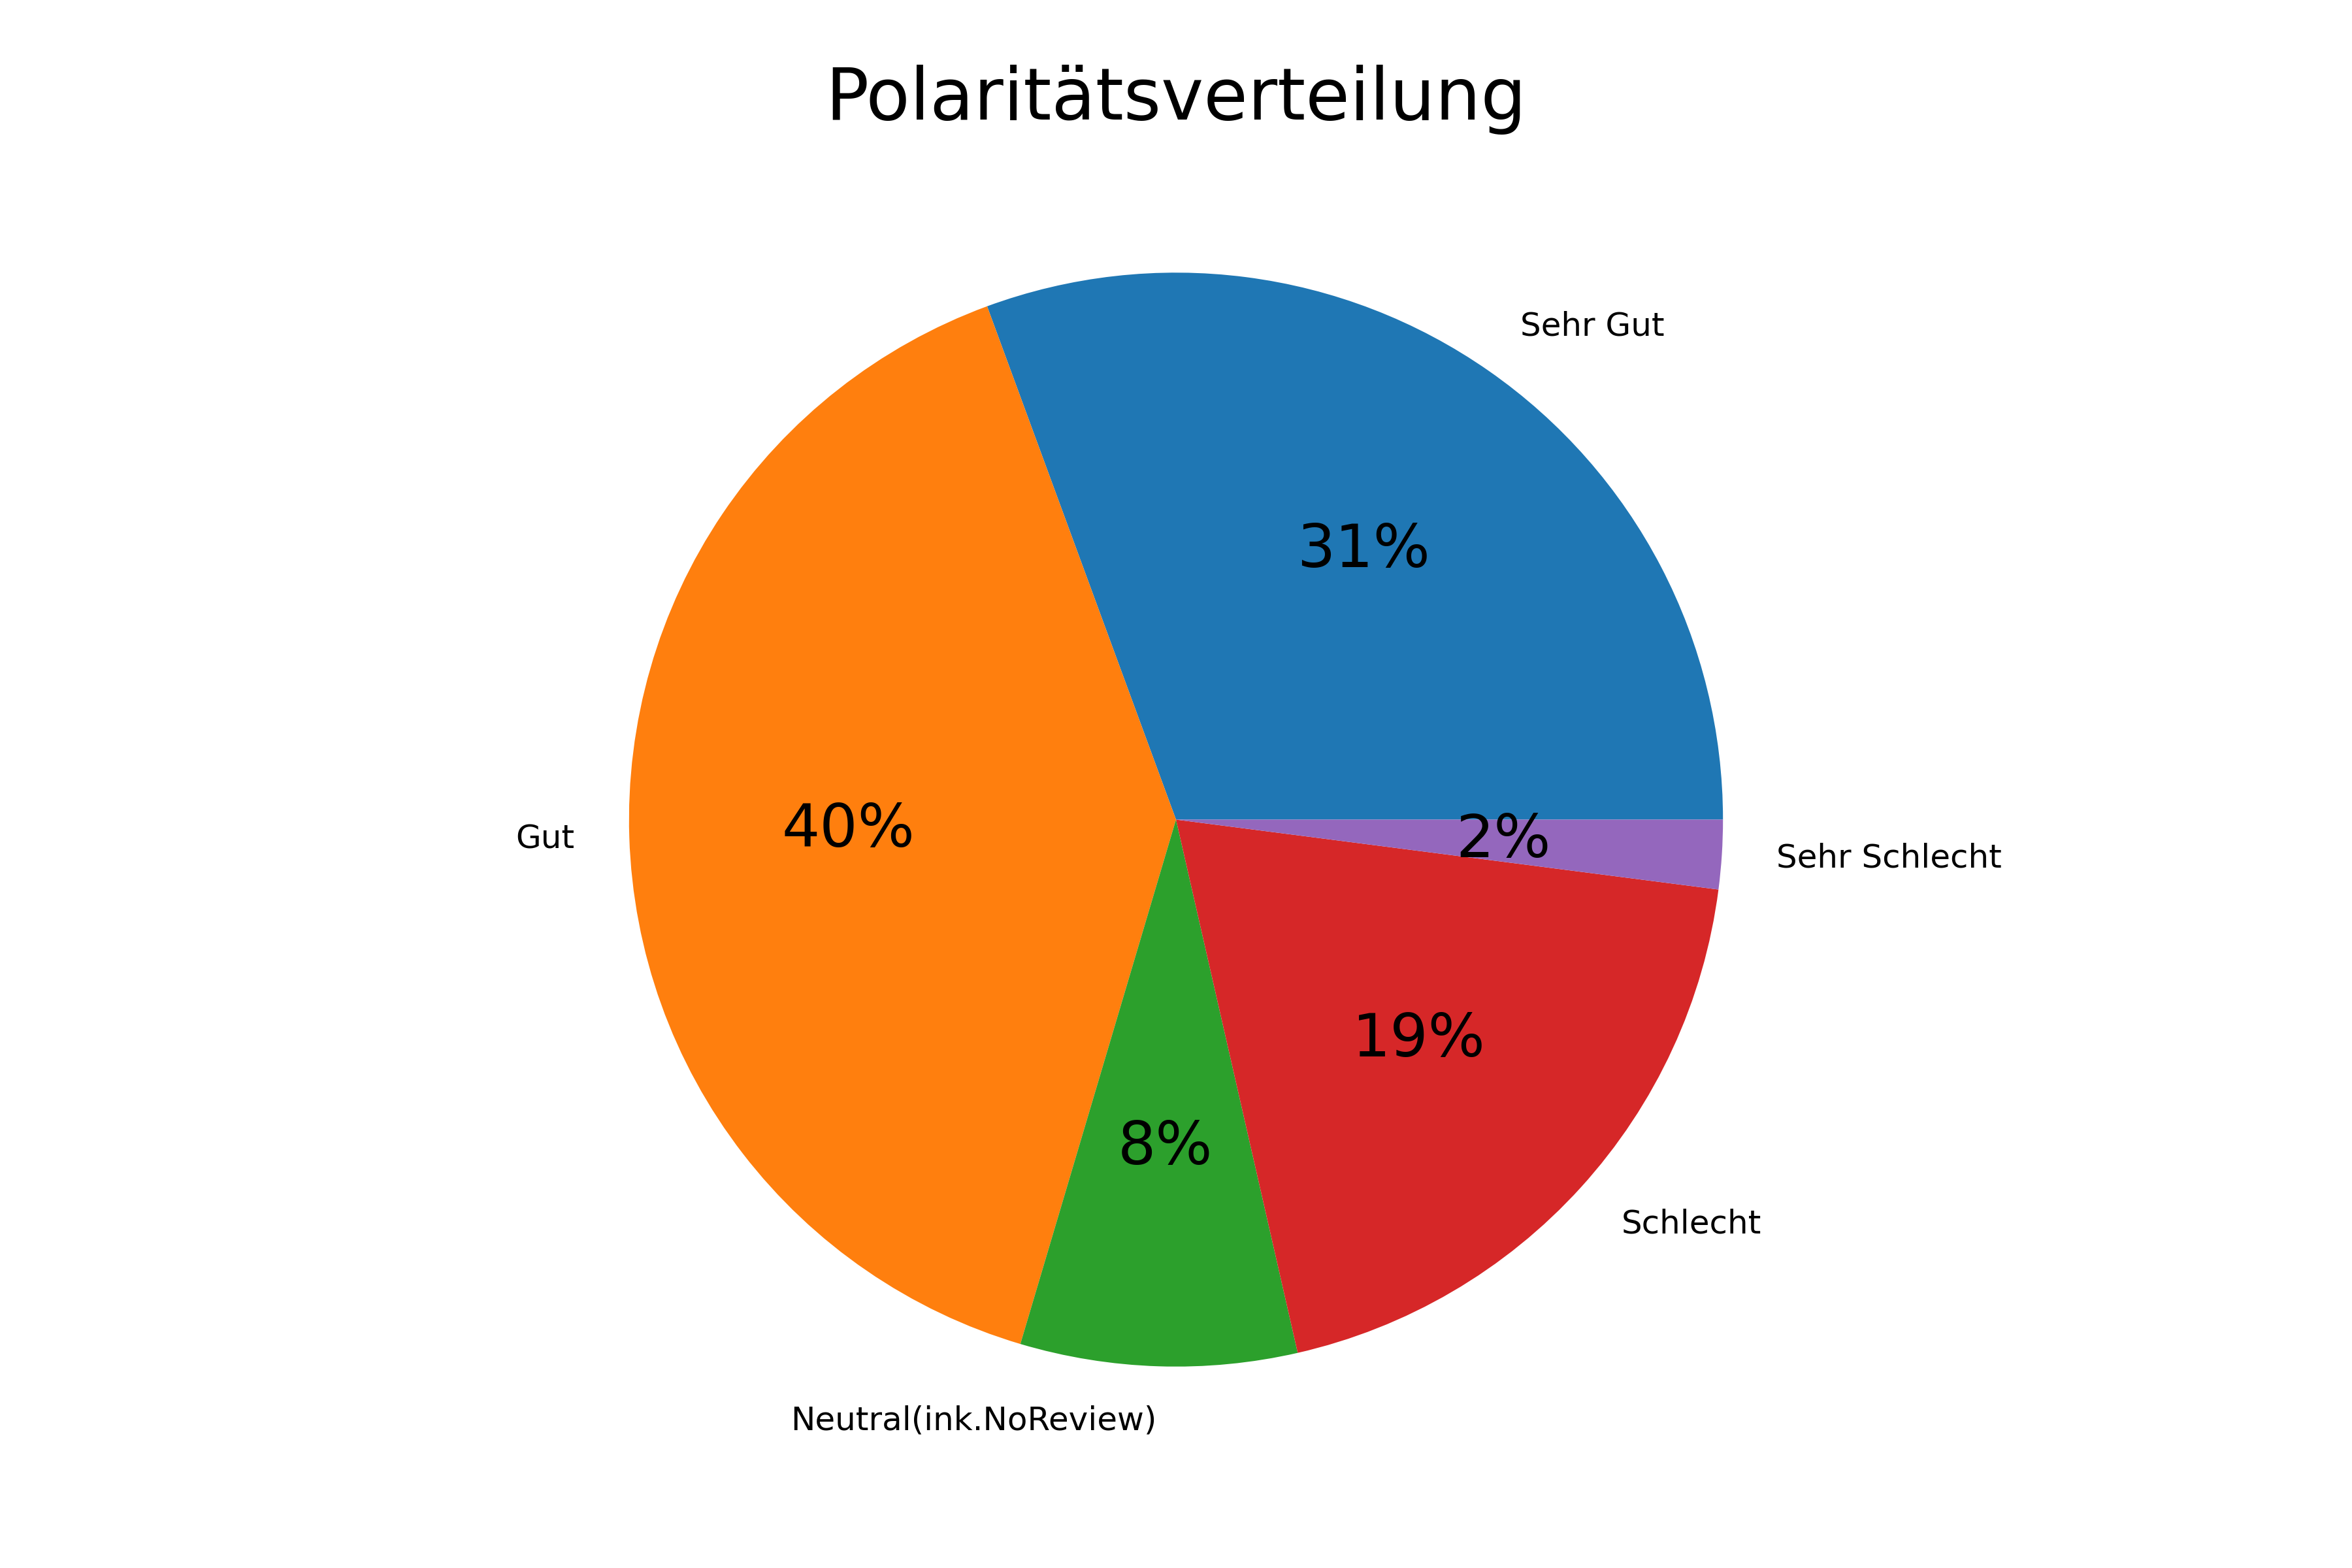 Polaritätsverteilung
Sehr Gut
31%
Gut
40%
2%
Sehr Schlecht
19%
8%
Schlecht
Neutral(ink.NoReview)